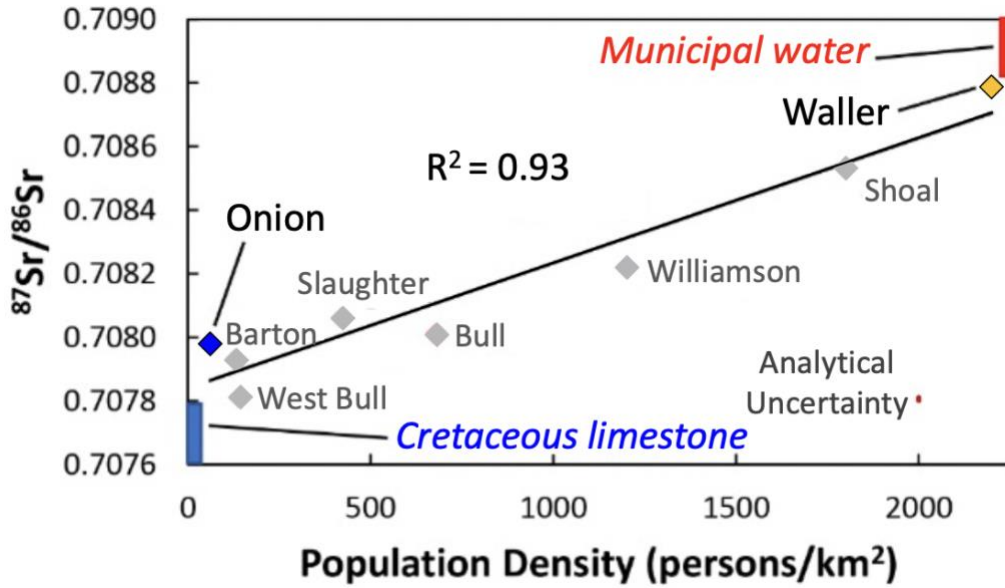 0.7090
0.7088
0.7086
0.7084
0.7082
0.7080
0.7078
0.7076
⁸⁷Sr/⁸⁶Sr
Municipal water
Waller
R² = 0.93
Shoal
Onion
Slaughter
Williamson
Barton
Bull
West Bull
Analytical
Uncertainty
Cretaceous limestone
0 500 1000 1500 2000
Population Density (persons/km²)